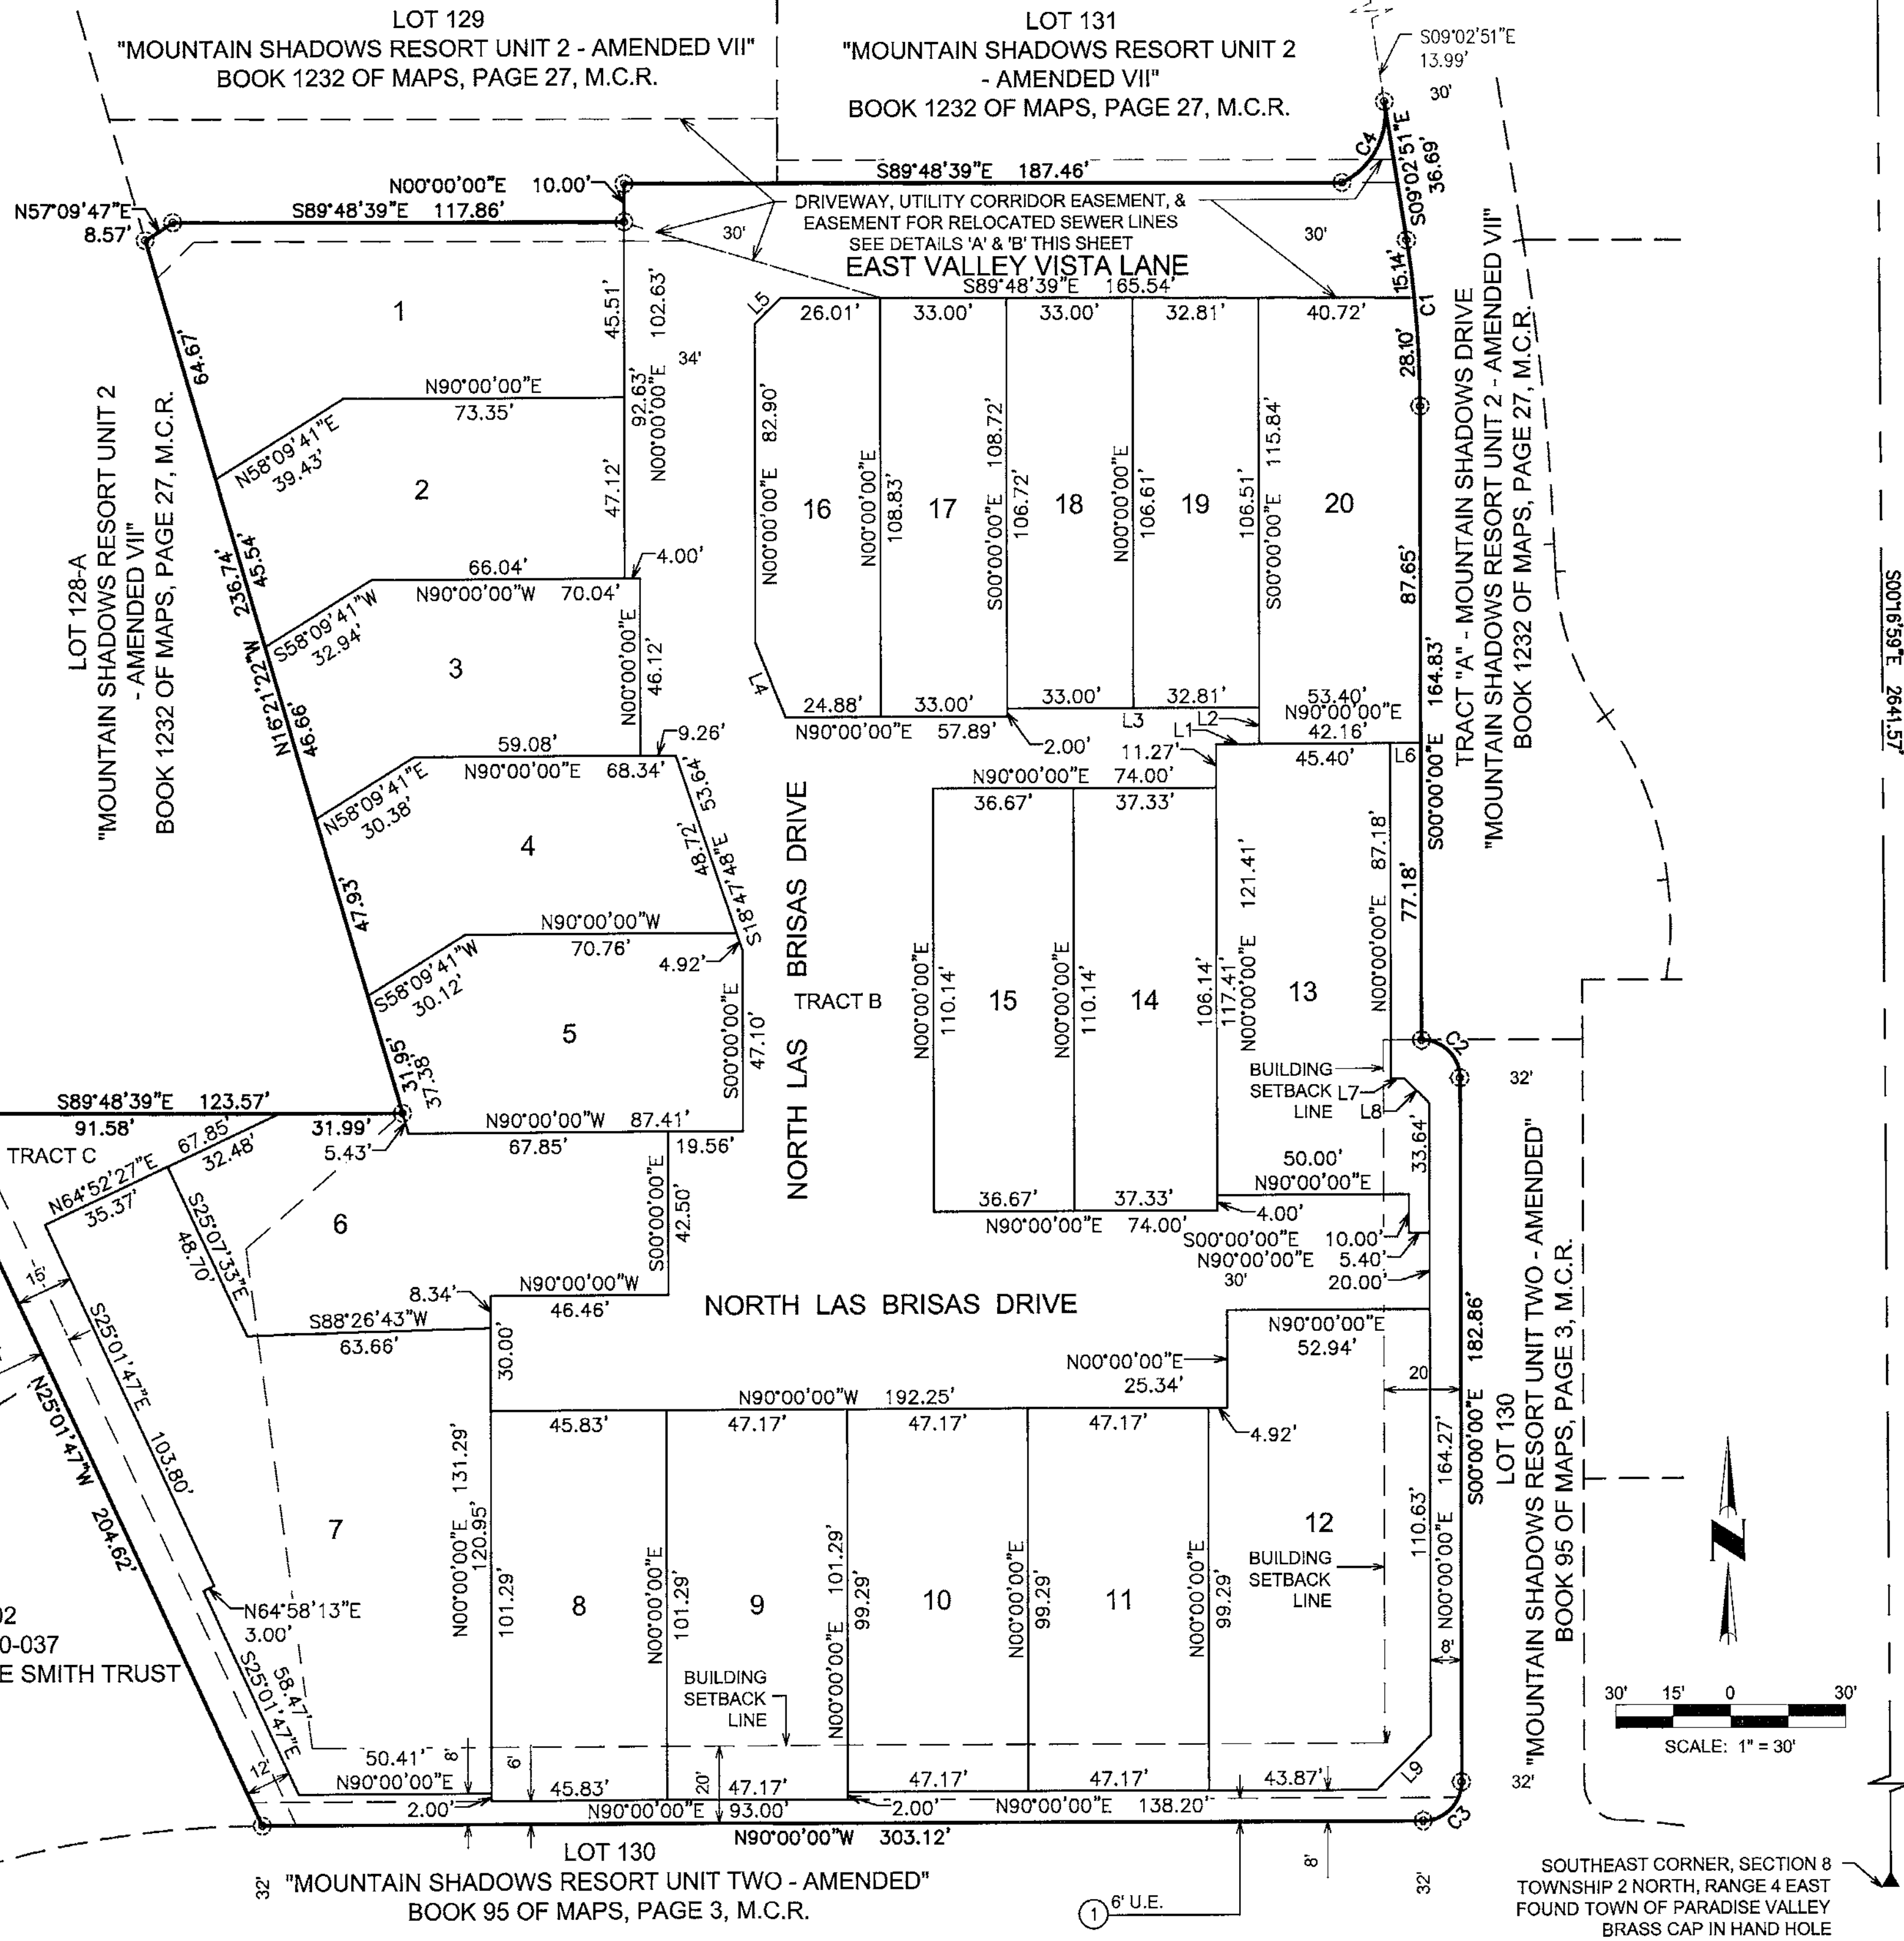 LOT 129
"MOUNTAIN SHADOWS RESORT UNIT 2 - AMENDED VII"
BOOK 1232 OF MAPS, PAGE 27, M.C.R.
LOT 131
"MOUNTAIN SHADOWS RESORT UNIT 2
- AMENDED VII"
BOOK 1232 OF MAPS, PAGE 27, M.C.R.
S09°02'51"E
13.99'
30'
C4
S09°02'51"E
36.69'
S89°48'39"E 187.46'
N00°00'00"E 10.00'
N57°09'47"E
8.57'
S89°48'39"E 117.86'
DRIVEWAY, UTILITY CORRIDOR EASEMENT, &
EASEMENT FOR RELOCATED SEWER LINES
SEE DETAILS 'A' & 'B' THIS SHEET
30'
30'
EAST VALLEY VISTA LANE
S89°48'39"E 165.54'
15.14'
C1
28.10'
L5
26.01'
33.00'
33.00'
32.81'
40.72'
1
45.51'
N00°00'00"E 102.63'
92.63'
34'
64.67'
N90°00'00"E
73.35'
N58°09'41"E
39.43'
2
47.12'
4.00'
66.04'
N90°00'00"W 70.04'
S58°09'41"W
32.94'
45.54'
N16°21'22"W 236.74'
LOT 128-A
"MOUNTAIN SHADOWS RESORT UNIT 2
- AMENDED VII"
BOOK 1232 OF MAPS, PAGE 27, M.C.R.
3
N00°00'00"E
46.12'
46.66'
59.08'
9.26'
N90°00'00"E 68.34'
N58°09'41"E
30.38'
4
48.72'
S18°47'48"E 53.64'
47.93'
N90°00'00"W
70.76'
4.92'
S58°09'41"W
30.12'
5
S00°00'00"E
47.10'
31.95'
37.38'
N90°00'00"W 87.41'
67.85'
19.56'
N00°00'00"E 82.90'
16
N00°00'00"E
108.83'
17
S00°00'00"E 108.72'
106.72'
18
N00°00'00"E
106.61'
19
106.51'
S00°00'00"E 115.84'
20
87.65'
L4
24.88'
33.00'
N90°00'00"E 57.89'
2.00'
33.00'
32.81'
L3
L2
L1
11.27'
53.40'
N90°00'00"E
42.16'
45.40'
L6
S00°00'00"E 164.83'
TRACT "A" - MOUNTAIN SHADOWS DRIVE
"MOUNTAIN SHADOWS RESORT UNIT 2 - AMENDED VII"
BOOK 1232 OF MAPS, PAGE 27, M.C.R.
S00°16'59"E 2641.57'
NORTH LAS BRISAS DRIVE
TRACT B
N90°00'00"E 74.00'
36.67'
37.33'
N00°00'00"E
110.14'
15
N00°00'00"E
110.14'
14
106.14'
117.41'
N00°00'00"E 121.41'
13
N00°00'00"E 87.18'
77.18'
C2
32'
BUILDING
SETBACK
LINE
L7
L8
33.64'
50.00'
N90°00'00"E
36.67'
37.33'
N90°00'00"E 74.00'
4.00'
S00°00'00"E 10.00'
N90°00'00"E 5.40'
30'
20.00'
S89°48'39"E 123.57'
91.58'
31.99'
TRACT C
67.85'
32.48'
5.43'
N64°52'27"E
35.37'
S25°07'33"E
48.70'
6
S00°00'00"E
42.50'
8.34'
N90°00'00"W
46.46'
NORTH LAS BRISAS DRIVE
S88°26'43"W
63.66'
30.00'
15'
S25°01'47"E 103.80'
N25°01'47"W 204.62'
N90°00'00"W 192.25'
45.83'
47.17'
47.17'
47.17'
N00°00'00"E
25.34'
4.92'
N90°00'00"E
52.94'
20
182.86'
S00°00'00"E
LOT 130
"MOUNTAIN SHADOWS RESORT UNIT TWO - AMENDED"
BOOK 95 OF MAPS, PAGE 3, M.C.R.
7
N00°00'00"E 131.29'
120.95'
101.29'
8
N00°00'00"E
101.29'
9
N00°00'00"E 101.29'
99.29'
10
N00°00'00"E
99.29'
11
N00°00'00"E
99.29'
12
BUILDING
SETBACK
LINE
110.63'
N00°00'00"E 164.27'
8'
N64°58'13"E
3.00'
0-037
E SMITH TRUST
S25°01'47"E
58.47'
BUILDING
SETBACK
LINE
12'
50.41'
N90°00'00"E
8'
6'
2.00'
45.83'
20'
47.17'
N90°00'00"E 93.00'
2.00'
47.17'
47.17'
43.87'
N90°00'00"E 138.20'
L9
C3
32'
N90°00'00"W 303.12'
LOT 130
"MOUNTAIN SHADOWS RESORT UNIT TWO - AMENDED"
BOOK 95 OF MAPS, PAGE 3, M.C.R.
32'
1
6' U.E.
8'
32'
N
30' 15' 0 30'
SCALE: 1" = 30'
SOUTHEAST CORNER, SECTION 8
TOWNSHIP 2 NORTH, RANGE 4 EAST
FOUND TOWN OF PARADISE VALLEY
BRASS CAP IN HAND HOLE